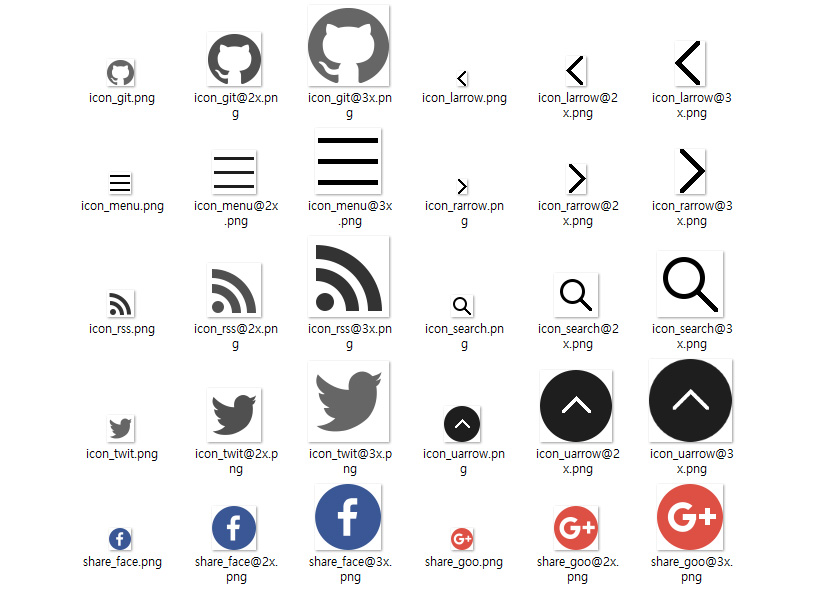 icon_git.png
icon_git@2x.pn
g
icon_git@3x.pn
g
icon_larrow.png
icon_larrow@2
x.png
icon_larrow@3
x.png
icon_menu.png
icon_menu@2x
.png
icon_menu@3x
.png
icon_rarrow.pn
g
icon_rarrow@2
x.png
icon_rarrow@3
x.png
icon_rss.png
icon_rss@2x.pn
g
icon_rss@3x.pn
g
icon_search.pn
g
icon_search@2
x.png
icon_search@3
x.png
icon_twit.png
icon_twit@2x.p
ng
icon_twit@3x.p
ng
icon_uarrow.pn
g
icon_uarrow@2
x.png
icon_uarrow@3
x.png
f
f
f
G+
G+
G+
share_face.png
share_face@2x.
png
share_face@3x.
png
share_goo.png
share_goo@2x.
png
share_goo@3x.
png